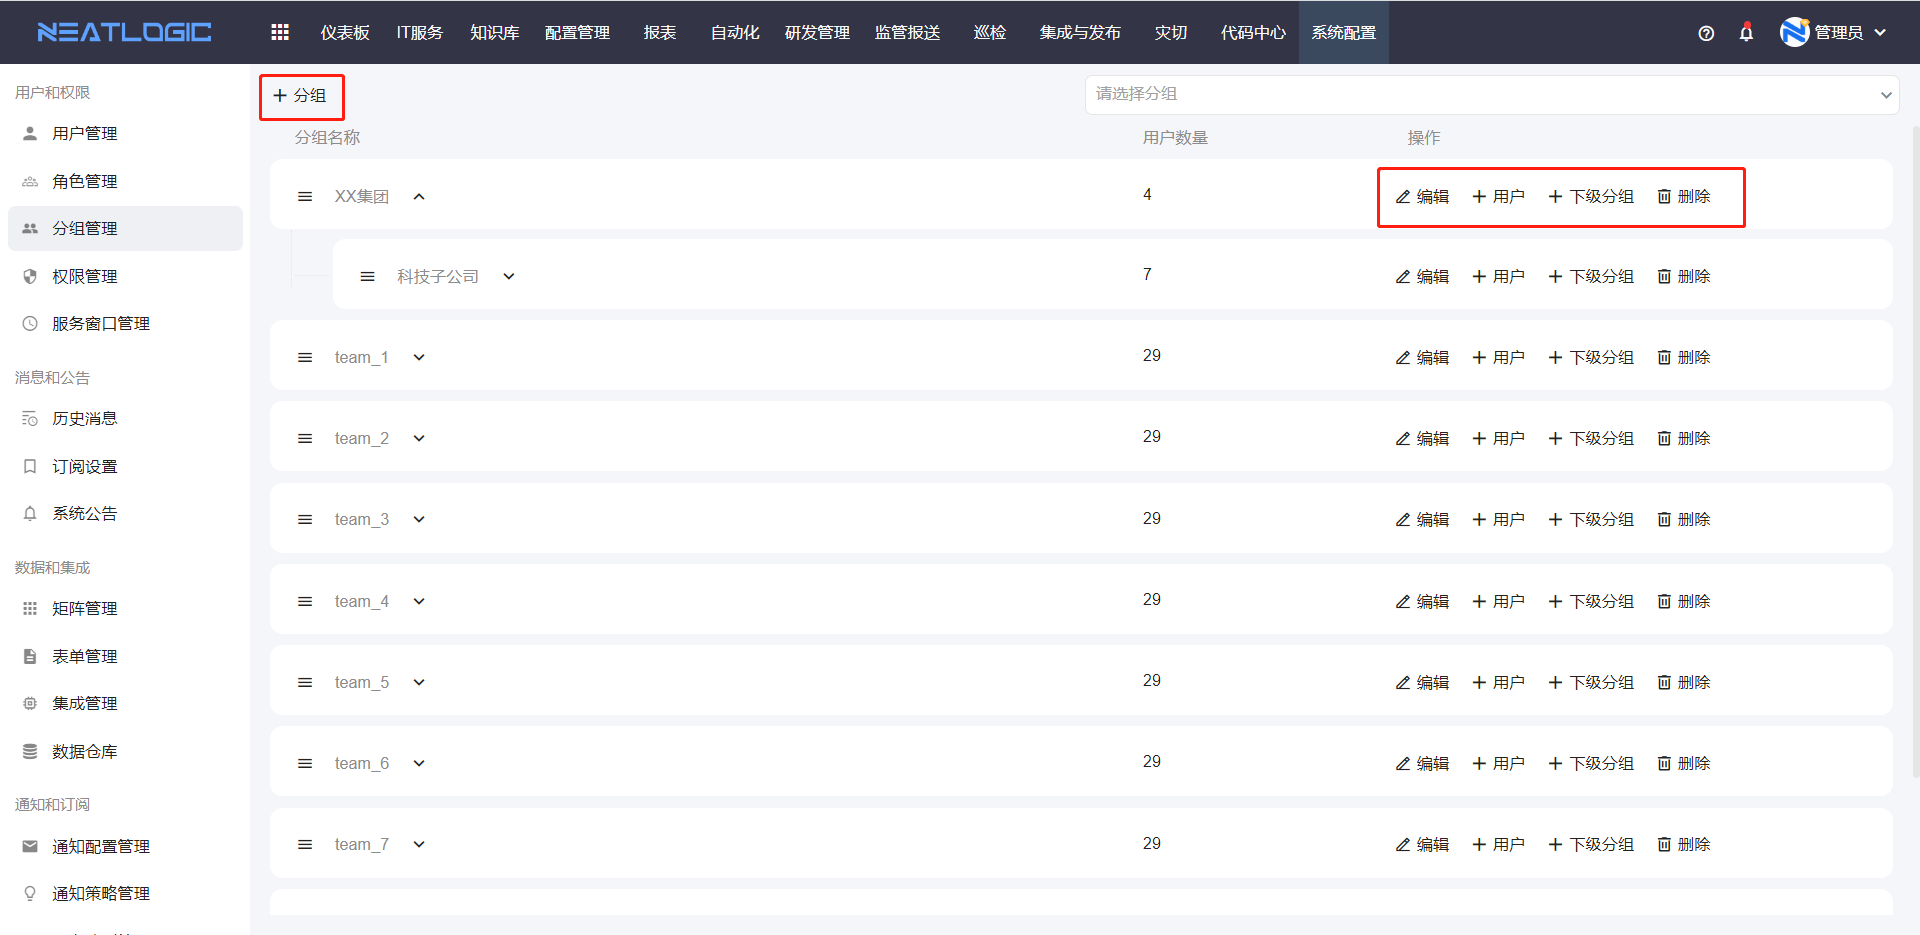 NEATLOGIC 仪表板 IT服务 知识库 配置管理 报表 自动化 研发管理 监管报送 巡检 集成与发布 灾切 代码中心 系统配置 管理员
用户和权限
用户管理
角色管理
分组管理
权限管理
服务窗口管理
消息和公告
历史消息
订阅设置
系统公告
数据和集成
矩阵管理
表单管理
集成管理
数据仓库
通知和订阅
通知配置管理
通知策略管理
分组 请选择分组
分组名称 用户数量 操作
XX集团 4 编辑 用户 下级分组 删除
科技子公司 7 编辑 用户 下级分组 删除
team_1 29 编辑 用户 下级分组 删除
team_2 29 编辑 用户 下级分组 删除
team_3 29 编辑 用户 下级分组 删除
team_4 29 编辑 用户 下级分组 删除
team_5 29 编辑 用户 下级分组 删除
team_6 29 编辑 用户 下级分组 删除
team_7 29 编辑 用户 下级分组 删除